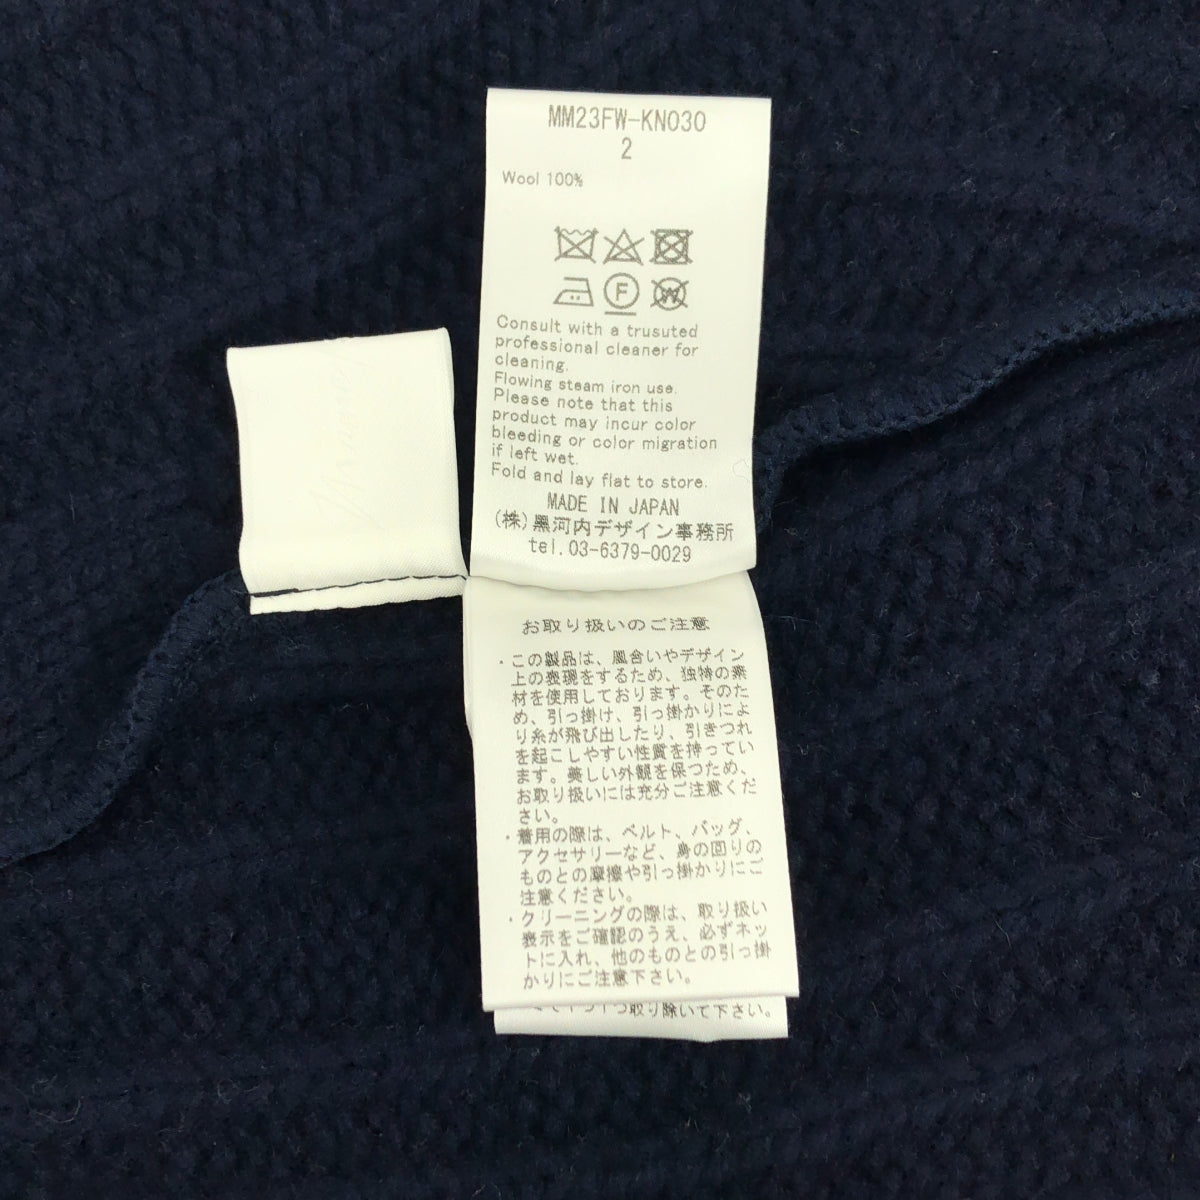 MM23FW-KN030
2
Wool 100%
F
W
Consult with a trusuted
professional cleaner for
cleaning.
Flowing steam iron use.
Please note that this
product may incur color
bleeding or color migration
if left wet.
Fold and lay flat to store.
MADE IN JAPAN
(株)黒河内デザイン事務所
tel.03-6379-0029
お取り扱いのご注意
・この製品は、風合いやデザイン
上の表現をするため、独特の素
材を使用しております。そのた
め、引っ掛け、引っ掛かりによ
り糸が飛び出したり、引きつれ
を起こしやすい性質を持ってい
ます。美しい外観を保つため、
お取り扱いには充分ご注意くだ
さい。
・着用の際は、ベルト、バッグ、
アクセサリーなど、身の回りの
ものとの摩擦や引っ掛かりにご
注意ください。
・クリーニングの際は、取り扱い
表示をご確認のうえ、必ずネッ
トに入れ、他のものとの引っ掛
かりにご注意下さい。
取り除いて下さい。